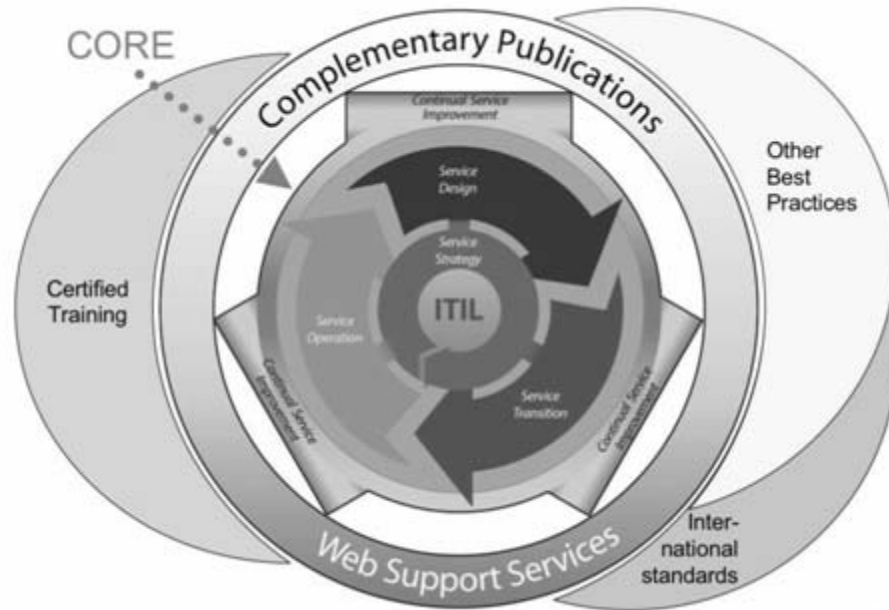 CORE
Complementary Publications
Continual Service
Improvement
Service
Design
Other
Best
Practices
Service
Strategy
Certified
Training
ITIL
Service
Operation
Continual Service
Improvement
Service
Transition
Continual Service
Improvement
Web Support Services
Inter-
national
standards